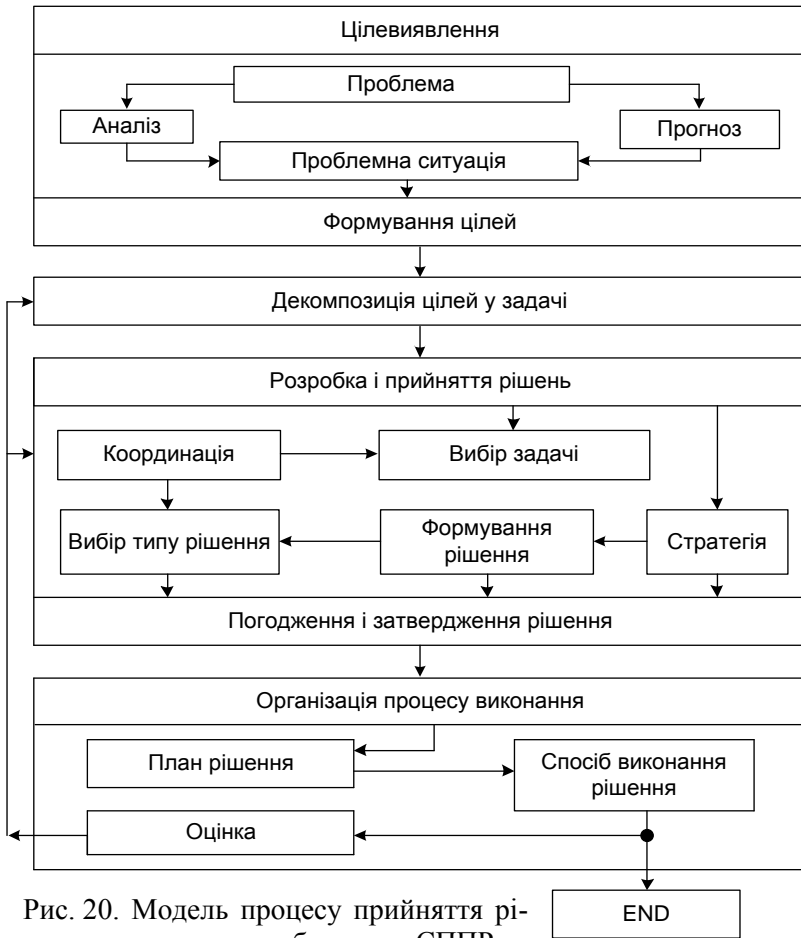 Цілевиявлення
Проблема
Аналіз
Прогноз
Проблемна ситуація
Формування цілей
Декомпозиція цілей у задачі
Розробка і прийняття рішень
Координація
Вибір задачі
Вибір типу рішення
Формування
рішення
Стратегія
Погодження і затвердження рішення
Організація процесу виконання
План рішення
Спосіб виконання
рішення
Оцінка
Рис. 20. Модель процесу прийняття рі-
END
СППР